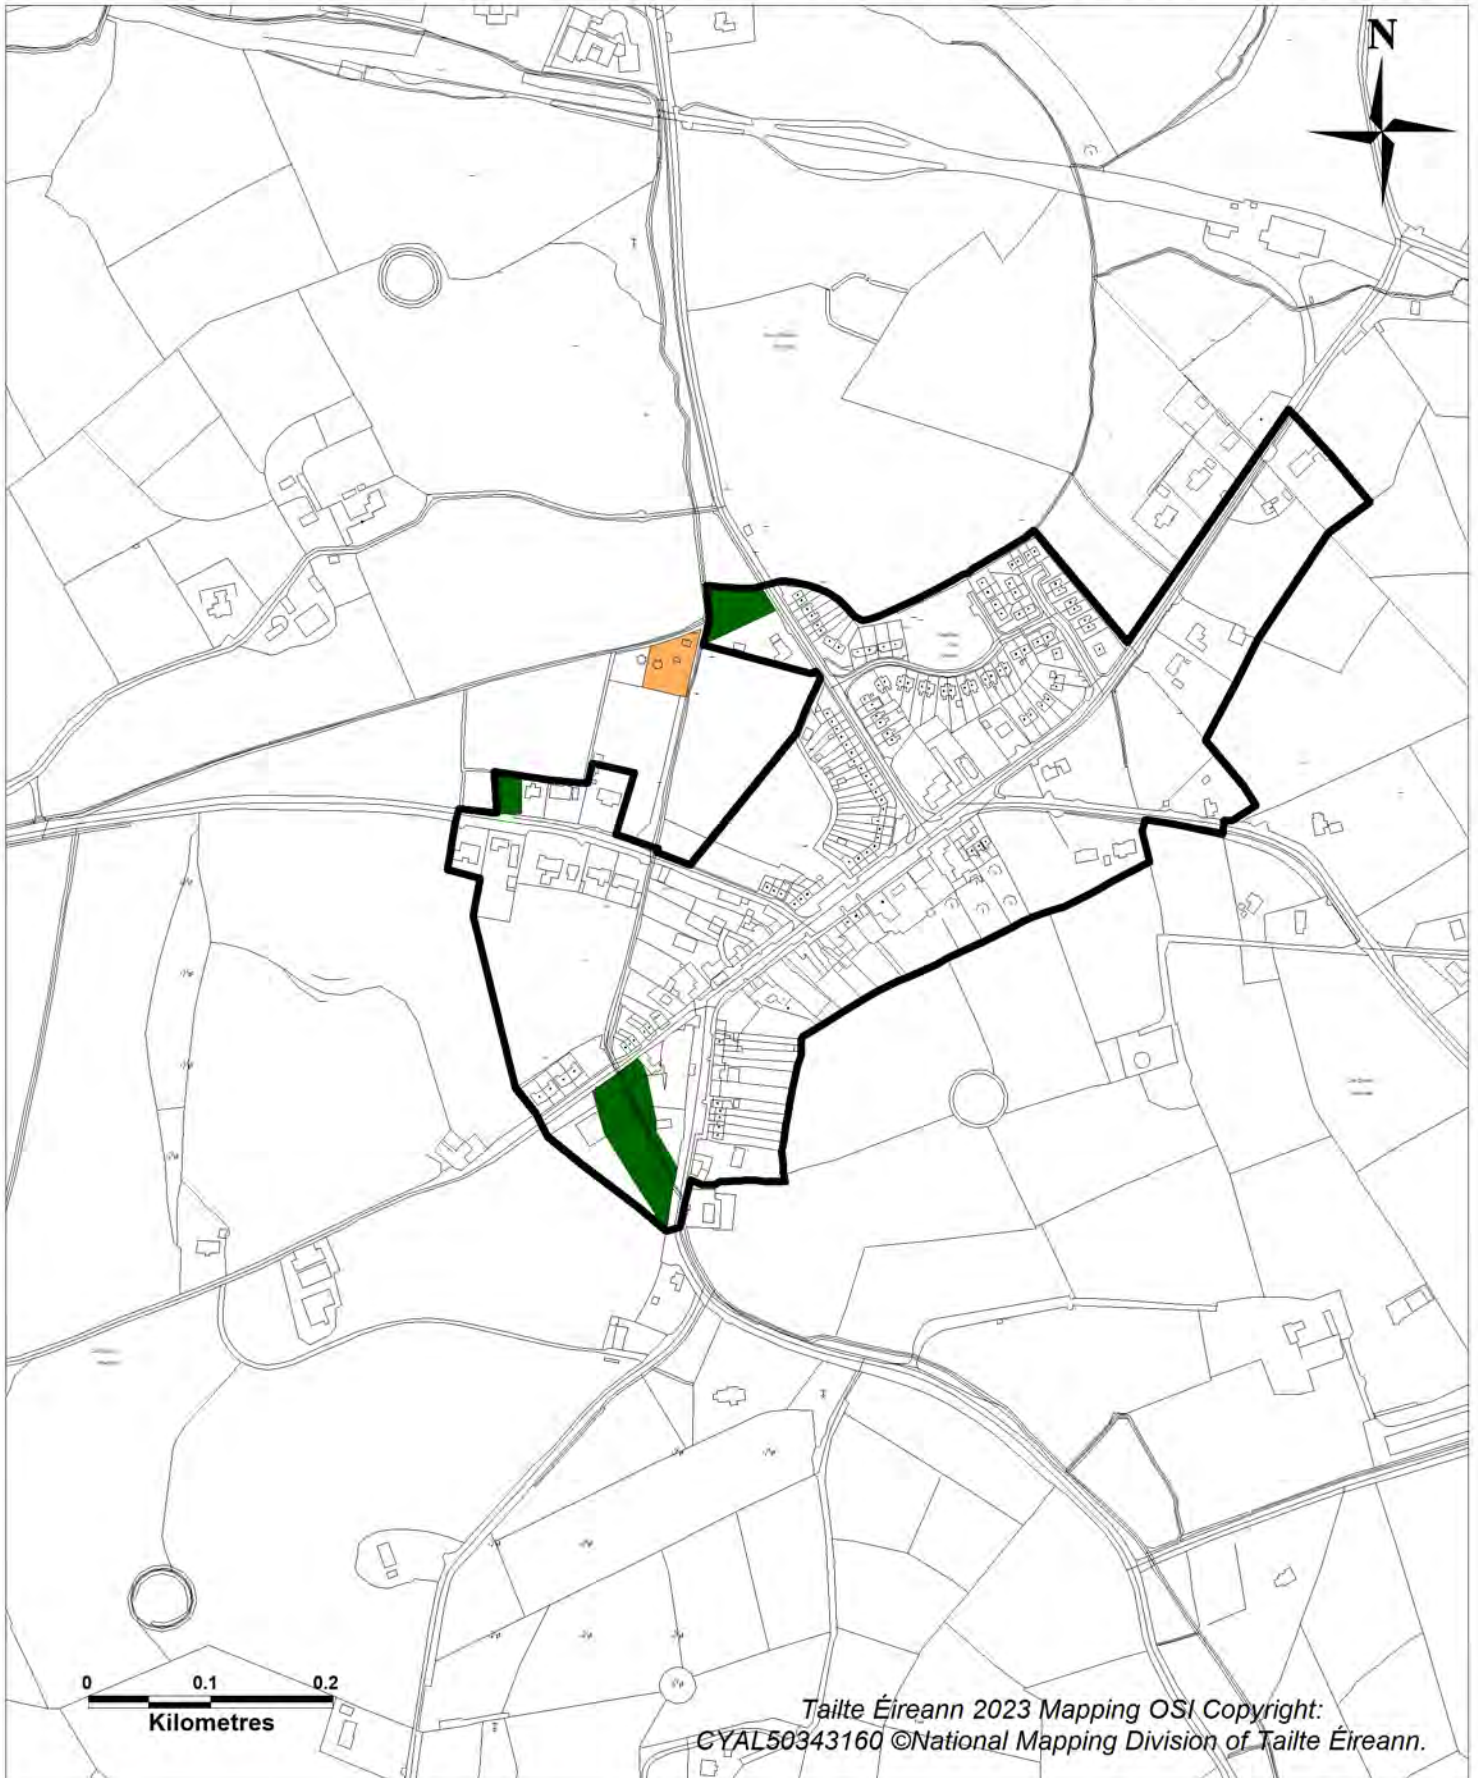 N
0 0.1 0.2
Kilometres
Tailte Éireann 2023 Mapping OSI Copyright:
CYAL50343160 ©National Mapping Division of Tailte Éireann.